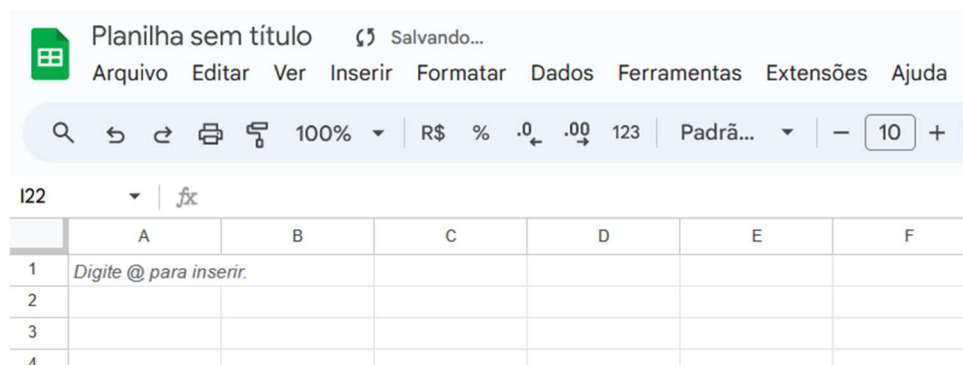 Planilha sem título Salvando...
Arquivo Editar Ver Inserir Formatar Dados Ferramentas Extensões Ajuda
100% R$ % .0 .00 123 Padrã... − 10 +
I22 fx
A B C D E F
1 Digite @ para inserir.
2
3
4